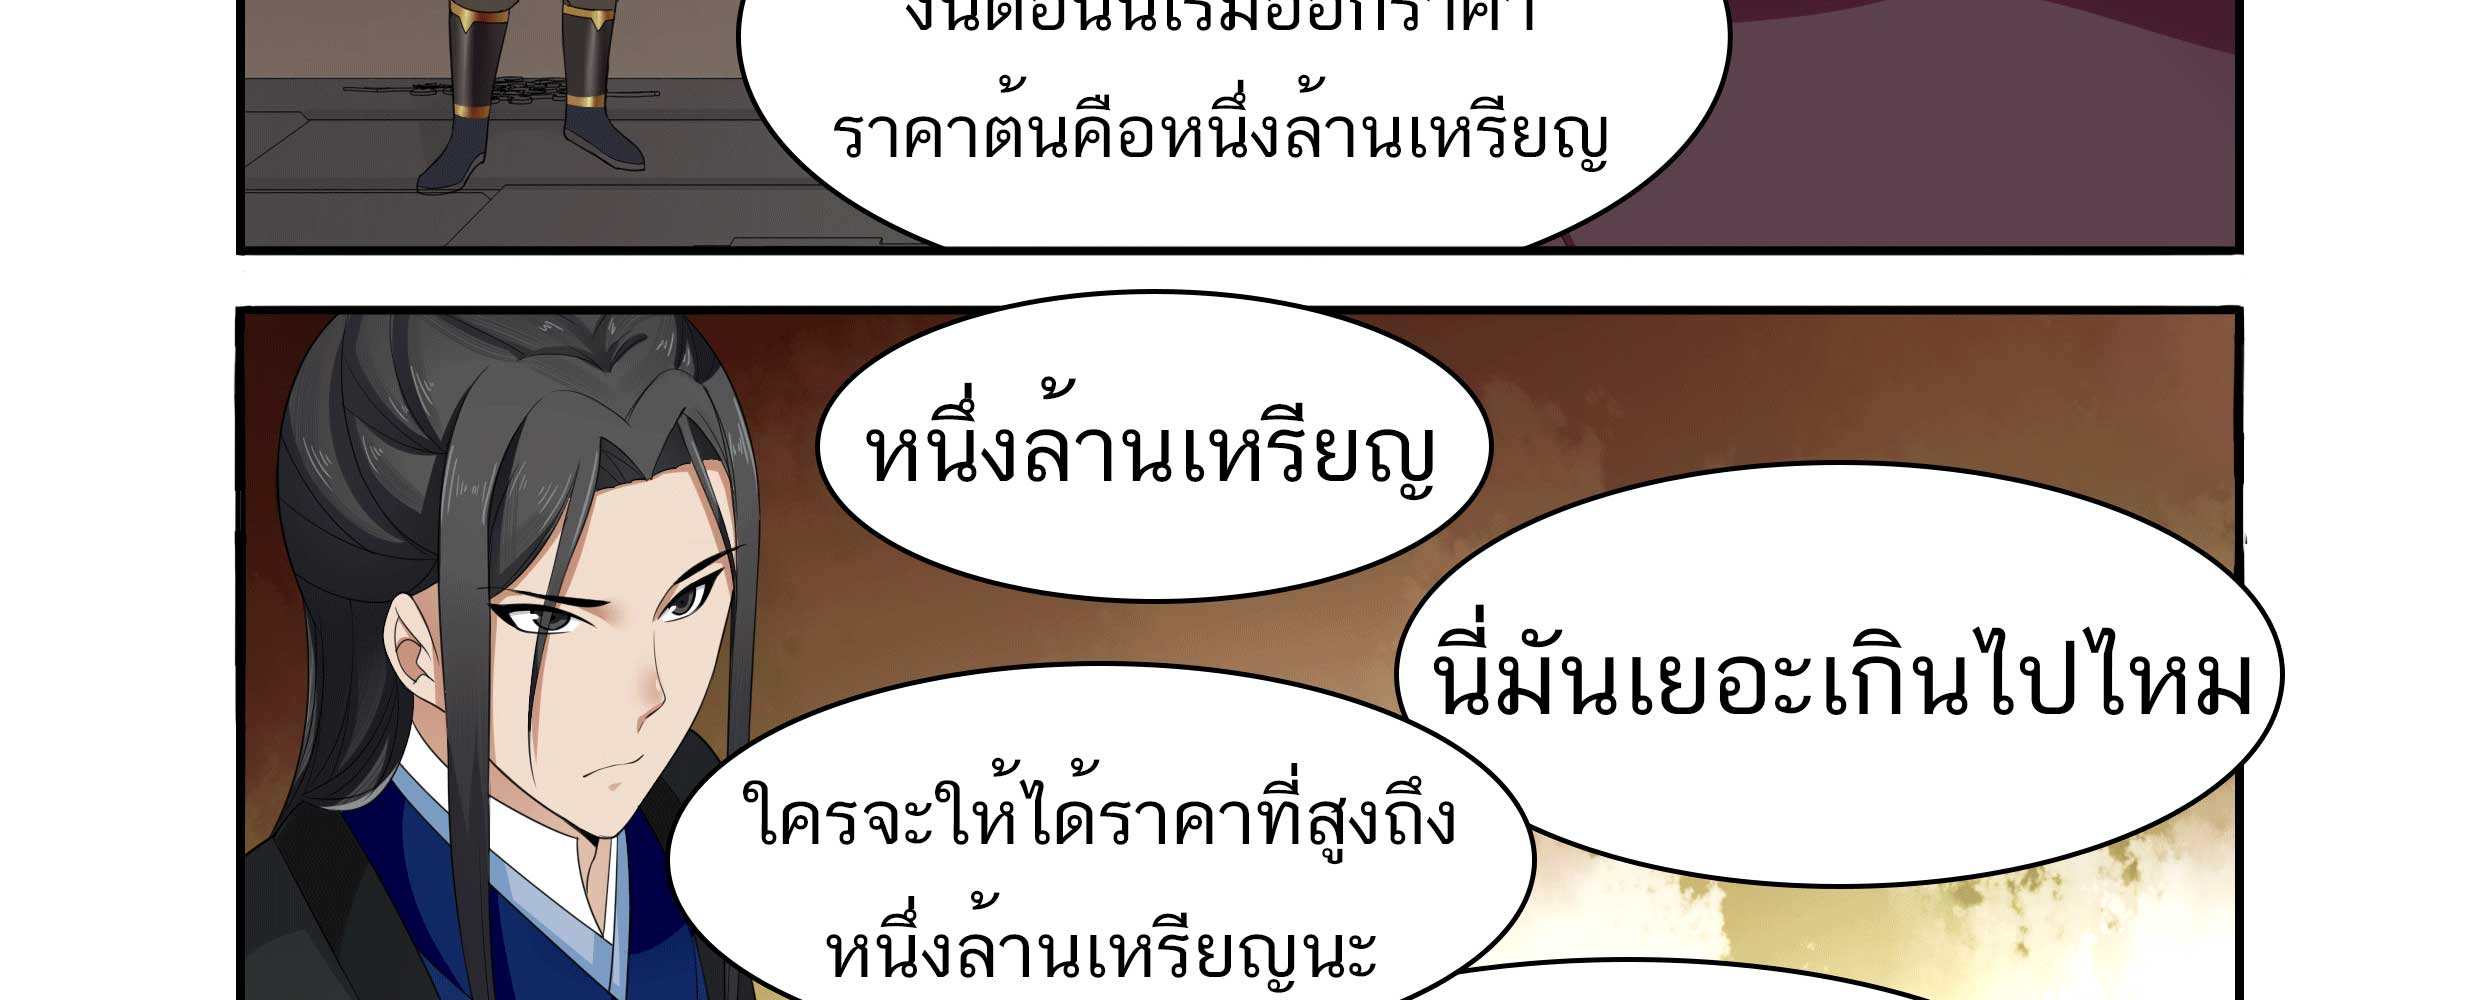 ราคาต้นคือหนึ่งล้านเหรียญ
หนึ่งล้านเหรียญ
นี่มันเยอะเกินไปไหม
ใครจะให้ได้ราคาที่สูงถึง
หนึ่งล้านเหรียญนะ